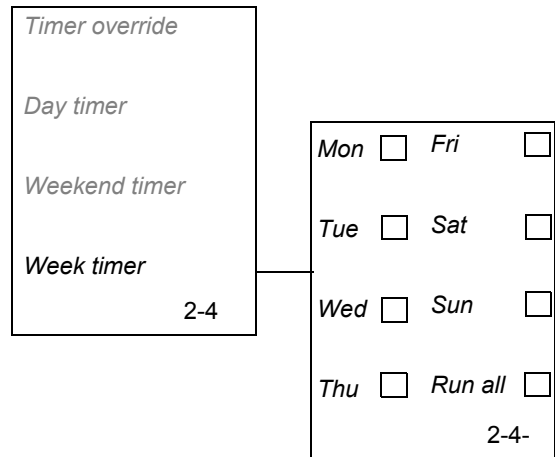 Timer override
Day timer
Weekend timer
Week timer
2-4
Mon Fri
Tue Sat
Wed Sun
Thu Run all
2-4-